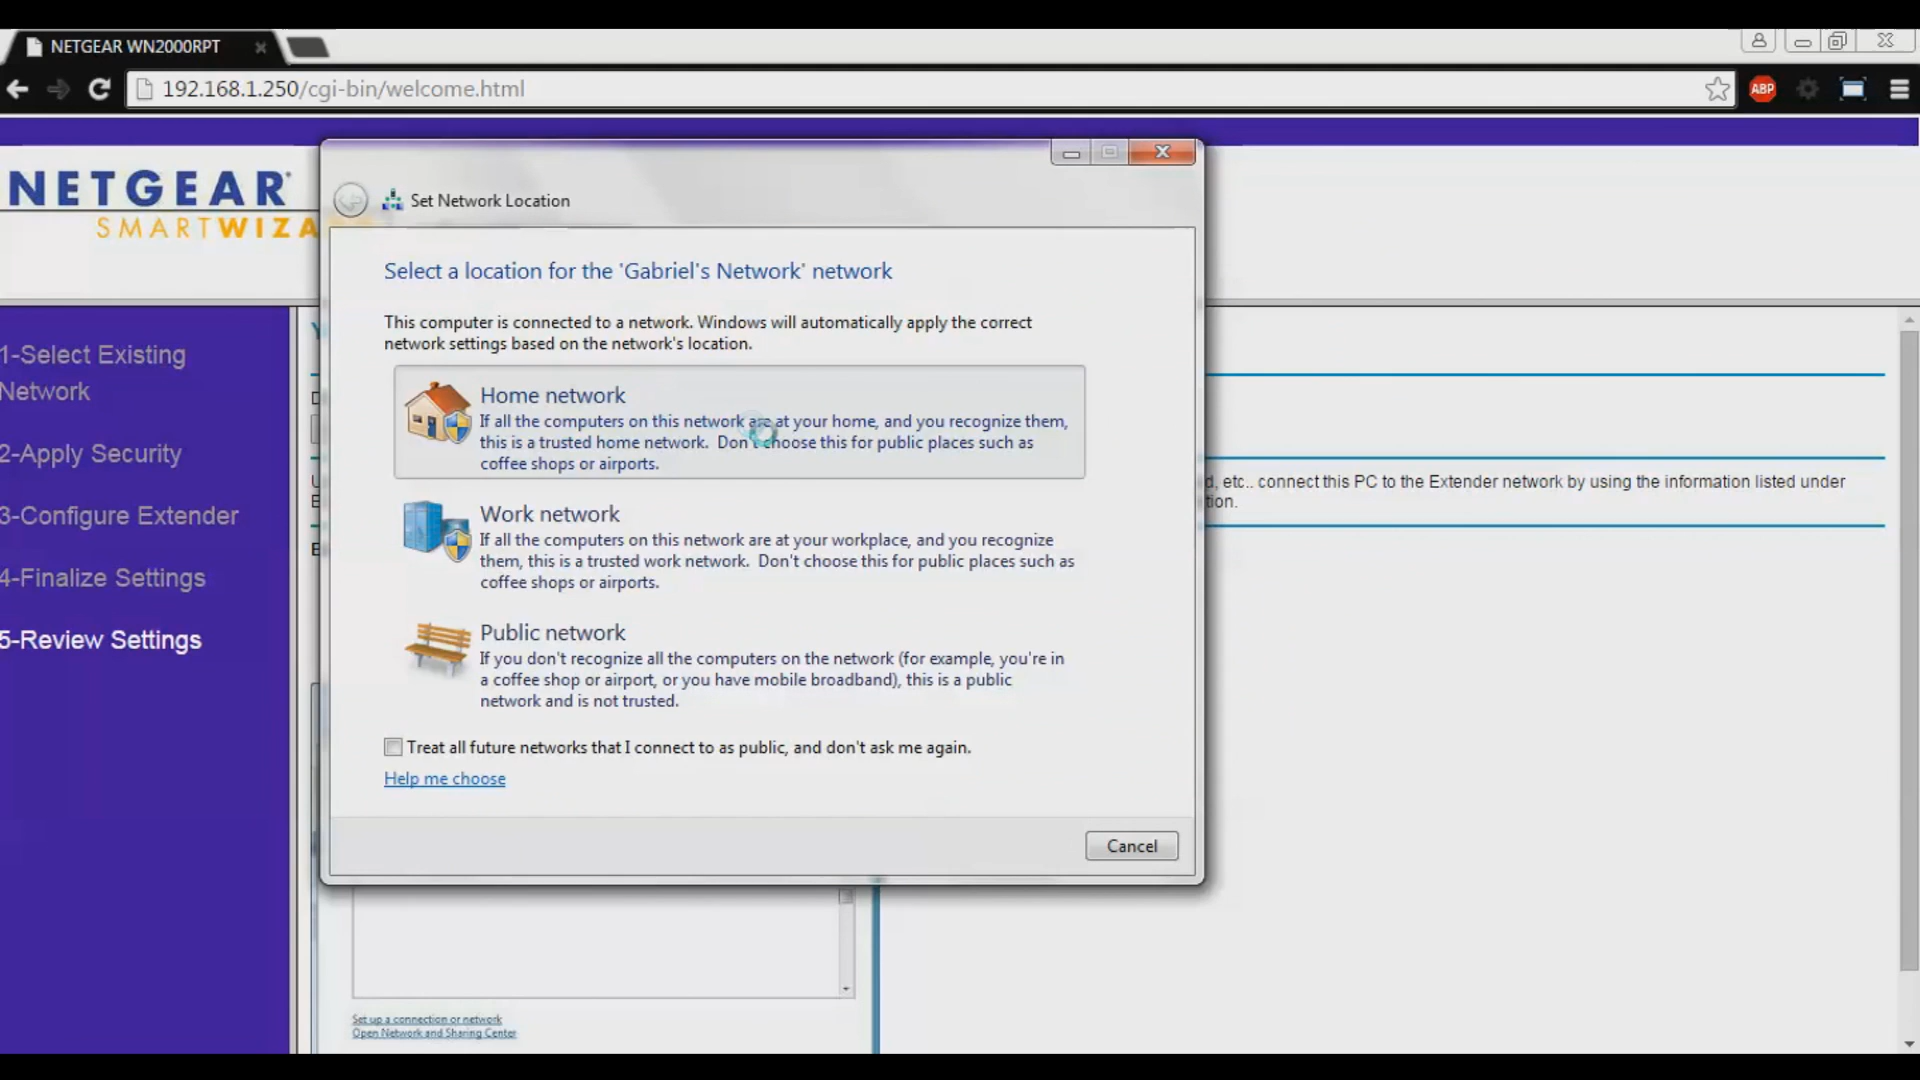 NETGEAR WN2000RPT
192.168.1.250/cgi-bin/welcome.html
ABP
NETGEAR
SMARTWIZA
Set Network Location
Select a location for the 'Gabriel's Network' network
This computer is connected to a network. Windows will automatically apply the correct
network settings based on the network's location.
Home network
If all the computers on this network are at your home, and you recognize them,
this is a trusted home network. Don't choose this for public places such as
coffee shops or airports.
Work network
If all the computers on this network are at your workplace, and you recognize
them, this is a trusted work network. Don't choose this for public places such as
coffee shops or airports.
Public network
If you don't recognize all the computers on the network (for example, you're in
a coffee shop or airport, or you have mobile broadband), this is a public
network and is not trusted.
Treat all future networks that I connect to as public, and don't ask me again.
Help me choose
Cancel
1-Select Existing
Network
2-Apply Security
3-Configure Extender
4-Finalize Settings
5-Review Settings
d, etc.. connect this PC to the Extender network by using the information listed under
tion.
Set up a connection or network
Open Network and Sharing Center